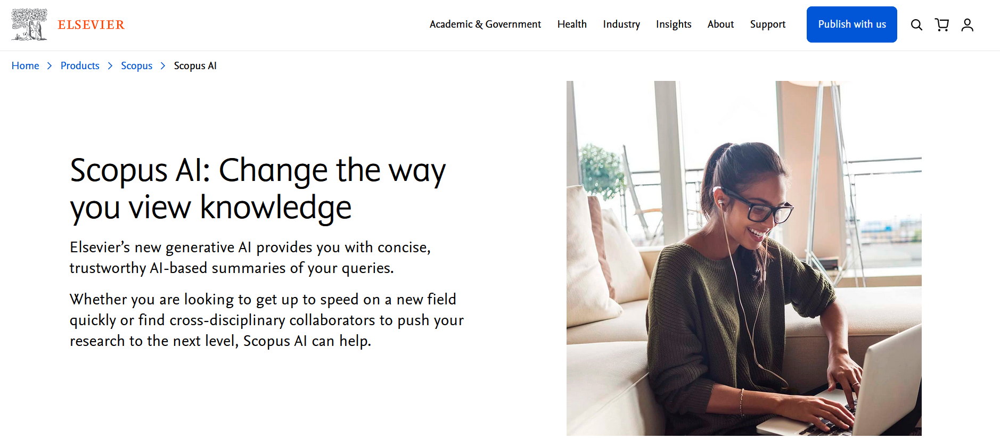 ELSEVIER
Academic & Government Health Industry Insights About Support Publish with us
Home Products Scopus Scopus AI
Scopus AI: Change the way
you view knowledge
Elsevier’s new generative AI provides you with concise,
trustworthy AI-based summaries of your queries.
Whether you are looking to get up to speed on a new field
quickly or find cross-disciplinary collaborators to push your
research to the next level, Scopus AI can help.